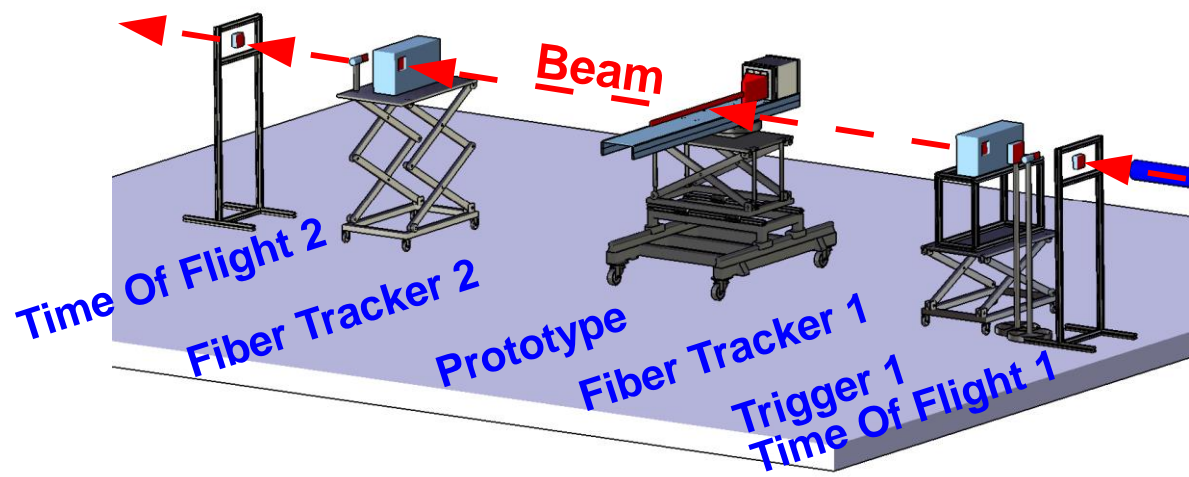 Beam
Time Of Flight 2
Fiber Tracker 2
Prototype
Fiber Tracker 1
Trigger 1
Time Of Flight 1